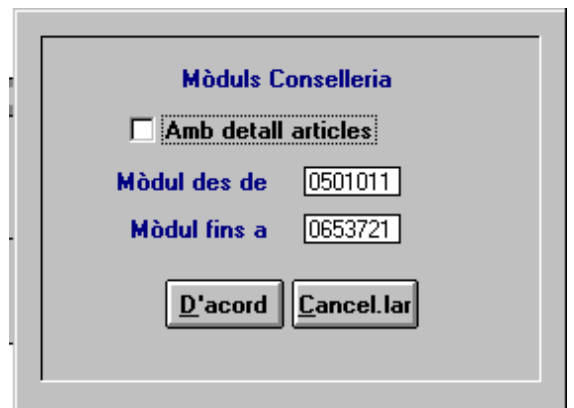 Mòduls Conselleria
Amb detall articles
Mòdul des de 0501011
Mòdul fins a 0653721
D'acord Cancel.lar